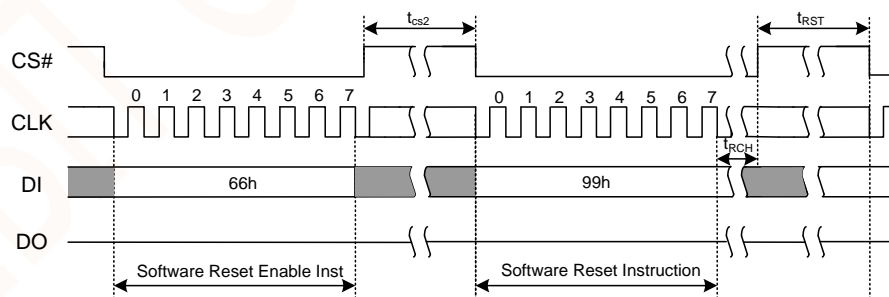 tcs2
tRST
CS#
0 1 2 3 4 5 6 7
0 1 2 3 4 5 6 7
CLK
tRCH
DI
66h
99h
DO
Software Reset Enable Inst
Software Reset Instruction